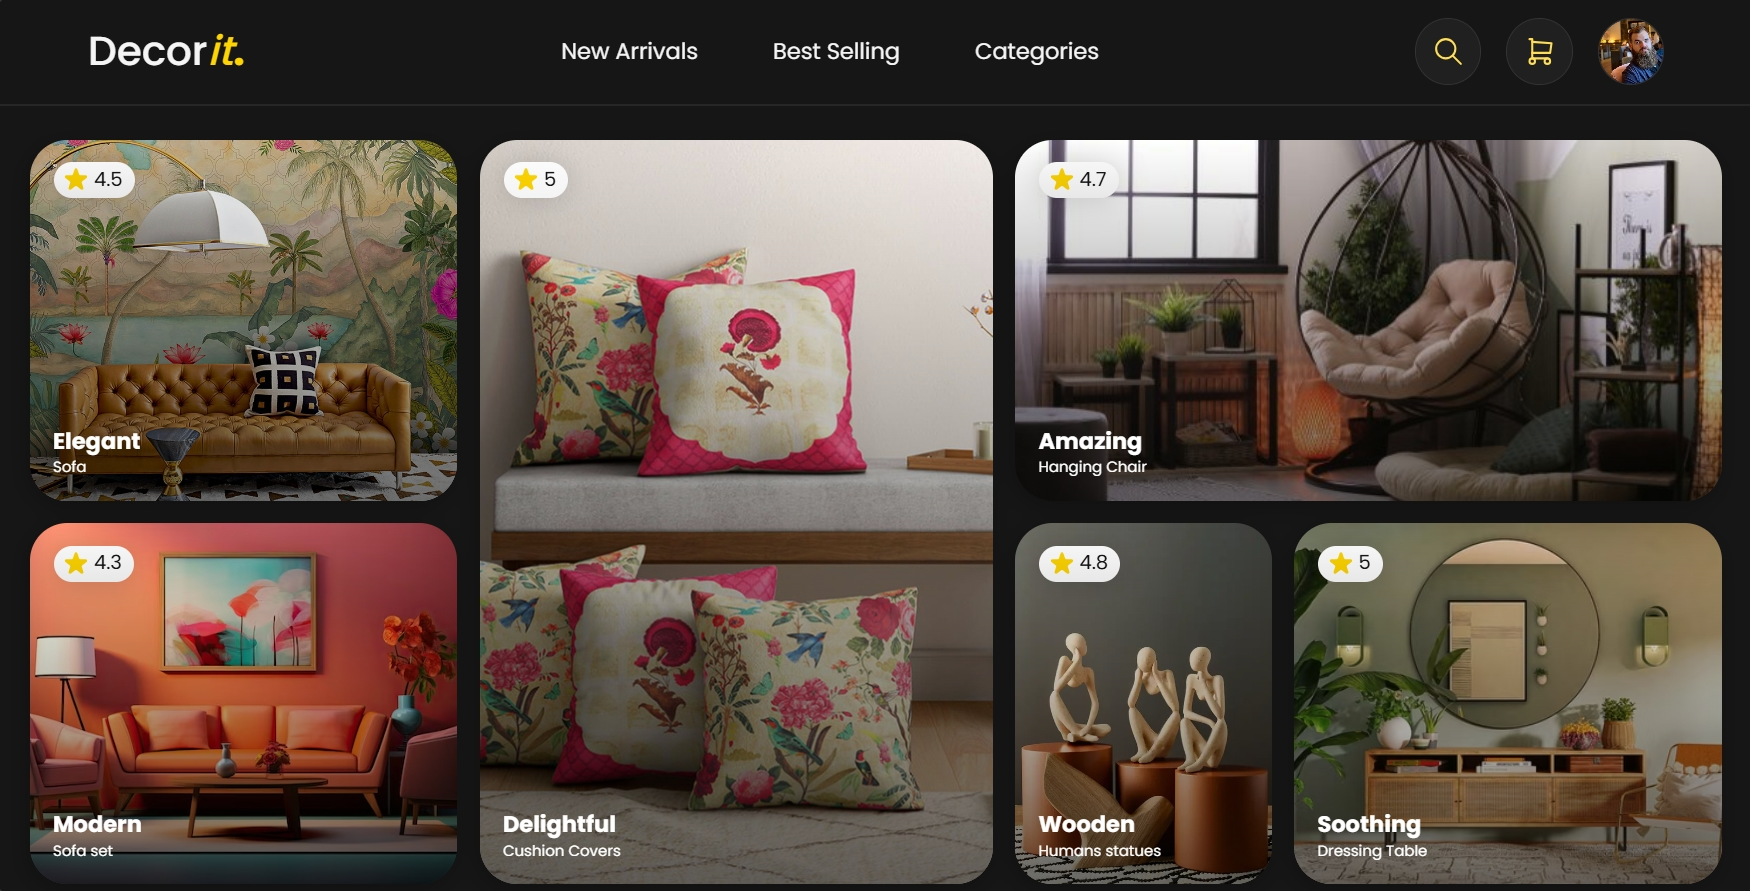 Decorit.
New Arrivals
Best Selling
Categories
4.5
Elegant
Sofa
5
Delightful
Cushion Covers
4.7
Amazing
Hanging Chair
4.3
Modern
Sofa set
4.8
Wooden
Humans statues
5
Soothing
Dressing Table